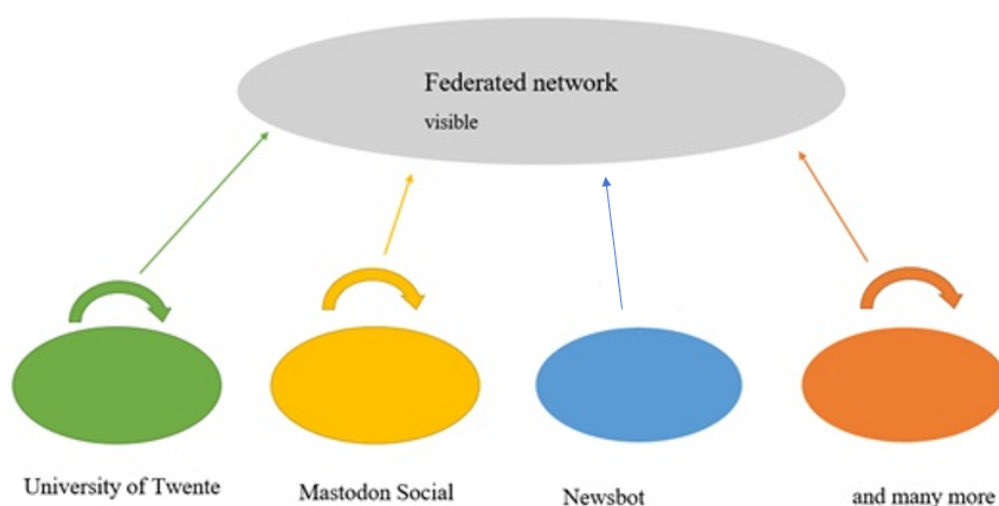 Federated network
visible
University of Twente
Mastodon Social
Newsbot
and many more